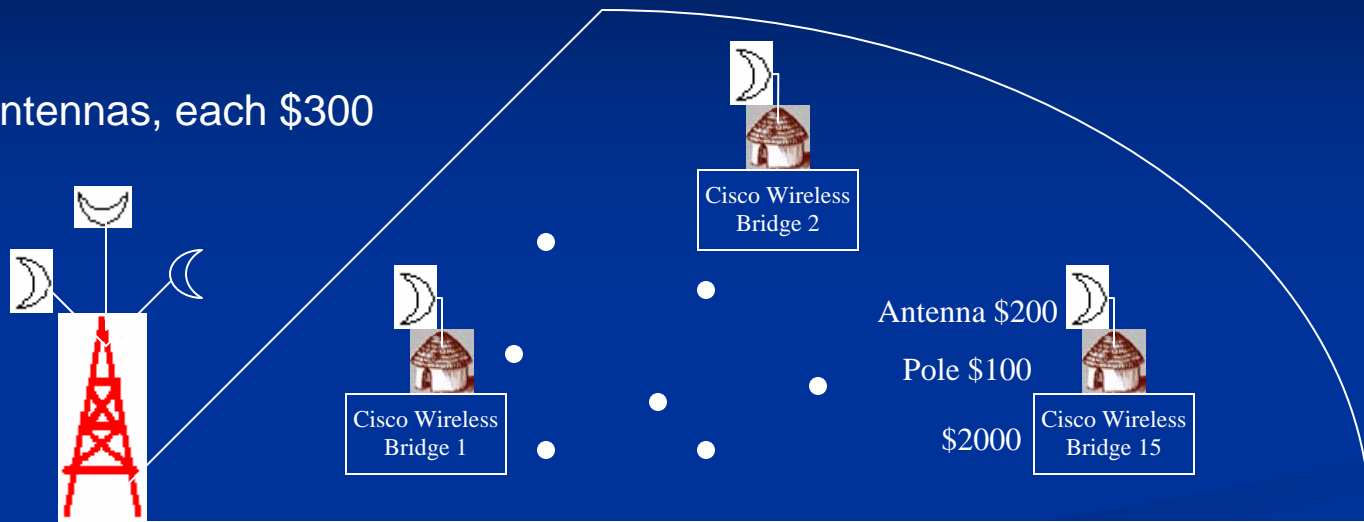 ntennas, each $300
Cisco Wireless
Bridge 2
Antenna $200
Pole $100
Cisco Wireless
Bridge 1
$2000
Cisco Wireless
Bridge 15